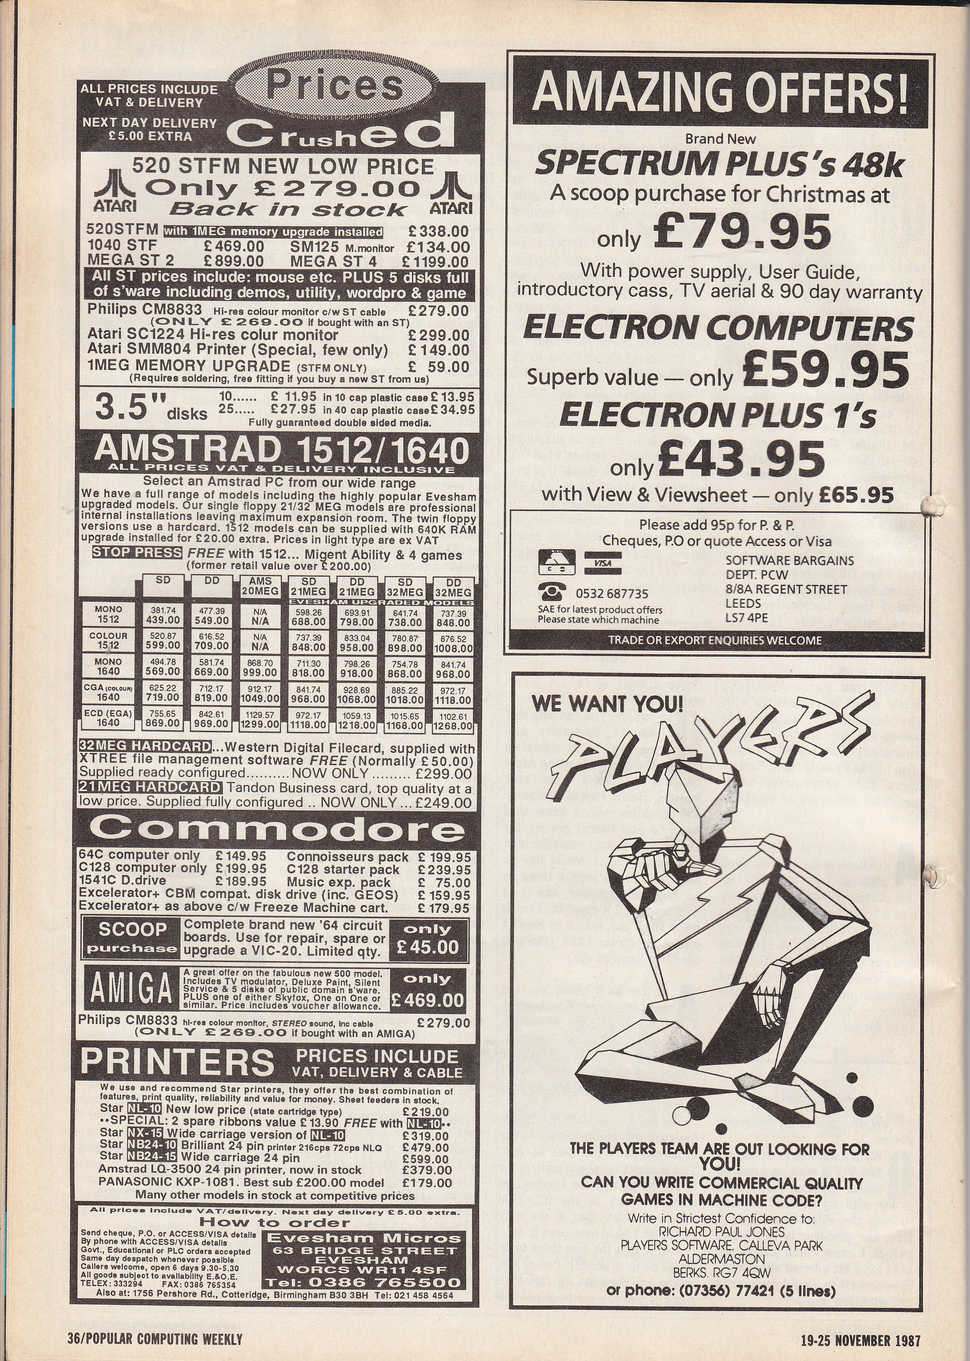 ALL PRICES INCLUDE
VAT & DELIVERY
NEXT DAY DELIVERY
£5.00 EXTRA
Prices
Crushed
520 STFM NEW LOW PRICE
Only £279.00
Back in stock
ATARI
ATARI
520STFM with 1MEG memory upgrade installed £338.00
1040 STF £469.00 SM125 M.monitor £134.00
MEGA ST 2 £899.00 MEGA ST 4 £1199.00
All ST prices include: mouse etc. PLUS 5 disks full
of s'ware including demos, utility, wordpro & game
Philips CM8833 Hi-res colour monitor c/w ST cable £279.00
(ONLY £269.00 if bought with an ST)
Atari SC1224 Hi-res colur monitor £299.00
Atari SMM804 Printer (Special, few only) £149.00
1MEG MEMORY UPGRADE (STFM ONLY) £ 59.00
(Requires soldering, free fitting if you buy a new ST from us)
3.5" disks
10...... £ 11.95 in 10 cap plastic case £13.95
25..... £27.95 in 40 cap plastic case £34.95
Fully guaranteed double sided media.
AMSTRAD 1512/1640
ALL PRICES VAT & DELIVERY INCLUSIVE
Select an Amstrad PC from our wide range
We have a full range of models including the highly popular Evesham
upgraded models. Our single floppy 21/32 MEG models are professional
internal installations leaving maximum expansion room. The twin floppy
versions use a hardcard. 1512 models can be supplied with 640K RAM
upgrade installed for £20.00 extra. Prices in light type are ex VAT
STOP PRESS FREE with 1512... Migent Ability & 4 games
(former retail value over £200.00)
SD DD AMS 20MEG SD 21MEG DD 21MEG SD 32MEG DD 32MEG
EVESHAM UPGRADED MODELS
MONO 381.74 477.39 N/A 598.26 693.91 641.74 737.39
1512 439.00 549.00 N/A 688.00 798.00 738.00 848.00
COLOUR 520.87 616.52 N/A 737.39 833.04 780.87 876.52
1512 599.00 709.00 N/A 848.00 958.00 898.00 1008.00
MONO 494.78 581.74 868.70 711.30 798.26 754.78 841.74
1640 569.00 669.00 999.00 818.00 918.00 868.00 968.00
CGA (COLOUR) 625.22 712.17 912.17 841.74 928.69 885.22 972.17
1640 719.00 819.00 1049.00 968.00 1068.00 1018.00 1118.00
ECD (EGA) 755.65 842.61 1129.57 972.17 1059.13 1015.65 1102.61
1640 869.00 969.00 1299.00 1118.00 1218.00 1168.00 1268.00
32MEG HARDCARD...Western Digital Filecard, supplied with
XTREE file management software FREE (Normally £50.00)
Supplied ready configured.......... NOW ONLY ......... £299.00
21MEG HARDCARD Tandon Business card, top quality at a
low price. Supplied fully configured .. NOW ONLY ... £249.00
Commodore
64C computer only £149.95 Connoisseurs pack £ 199.95
C128 computer only £199.95 C128 starter pack £239.95
1541C D.drive £189.95 Music exp. pack £ 75.00
Excelerator+ CBM compat. disk drive (inc. GEOS) £ 159.95
Excelerator+ as above c/w Freeze Machine cart. £ 179.95
SCOOP
purchase
Complete brand new '64 circuit
boards. Use for repair, spare or
upgrade a VIC-20. Limited qty.
only
£45.00
AMIGA
A great offer on the fabulous new 500 model.
Includes TV modulator, Deluxe Paint, Silent
Service & 5 disks of public domain s'ware.
PLUS one of either Skyfox, One on One or
similar. Price includes voucher allowance.
only
£469.00
Philips CM8833 hi-res colour monitor, STEREO sound, inc cable £279.00
(ONLY £269.00 if bought with an AMIGA)
PRINTERS
PRICES INCLUDE
VAT, DELIVERY & CABLE
We use and recommend Star printers, they offer the best combination of
features, print quality, reliability and value for money. Sheet feeders in stock.
Star NL-10 New low price (state cartridge type) £219.00
••SPECIAL: 2 spare ribbons value £13.90 FREE with NL-10••
Star NX-15 Wide carriage version of NL-10 £319.00
Star NB24-10 Brilliant 24 pin printer 216cps 72cps NLQ £479.00
Star NB24-15 Wide carriage 24 pin £599.00
Amstrad LQ-3500 24 pin printer, now in stock £379.00
PANASONIC KXP-1081. Best sub £200.00 model £179.00
Many other models in stock at competitive prices
All prices include VAT/delivery. Next day delivery £5.00 extra.
How to order
Send cheque, P.O. or ACCESS/VISA details
By phone with ACCESS/VISA details
Govt., Educational or PLC orders accepted
Same day despatch whenever possible
Callers welcome, open 6 days 9.30-5.30
All goods subject to availability E.&O.E.
TELEX: 333294 FAX: 0386 765354
Evesham Micros
63 BRIDGE STREET
EVESHAM
WORCS WR11 4SF
Tel: 0386 765500
Also at: 1756 Pershore Rd., Cotteridge, Birmingham B30 3BH Tel: 021 458 4564
AMAZING OFFERS!
Brand New
SPECTRUM PLUS's 48k
A scoop purchase for Christmas at
only £79.95
With power supply, User Guide,
introductory cass, TV aerial & 90 day warranty
ELECTRON COMPUTERS
Superb value — only £59.95
ELECTRON PLUS 1's
only £43.95
with View & Viewsheet — only £65.95
Please add 95p for P. & P.
Cheques, P.O or quote Access or Visa
VISA
0532 687735
SAE for latest product offers
Please state which machine
SOFTWARE BARGAINS
DEPT. PCW
8/8A REGENT STREET
LEEDS
LS7 4PE
TRADE OR EXPORT ENQUIRIES WELCOME
WE WANT YOU!
PLAYERS
THE PLAYERS TEAM ARE OUT LOOKING FOR
YOU!
CAN YOU WRITE COMMERCIAL QUALITY
GAMES IN MACHINE CODE?
Write in Strictest Confidence to:
RICHARD PAUL JONES
PLAYERS SOFTWARE, CALLEVA PARK
ALDERMASTON
BERKS. RG7 4QW
or phone: (07356) 77421 (5 lines)
36/POPULAR COMPUTING WEEKLY
19-25 NOVEMBER 1987